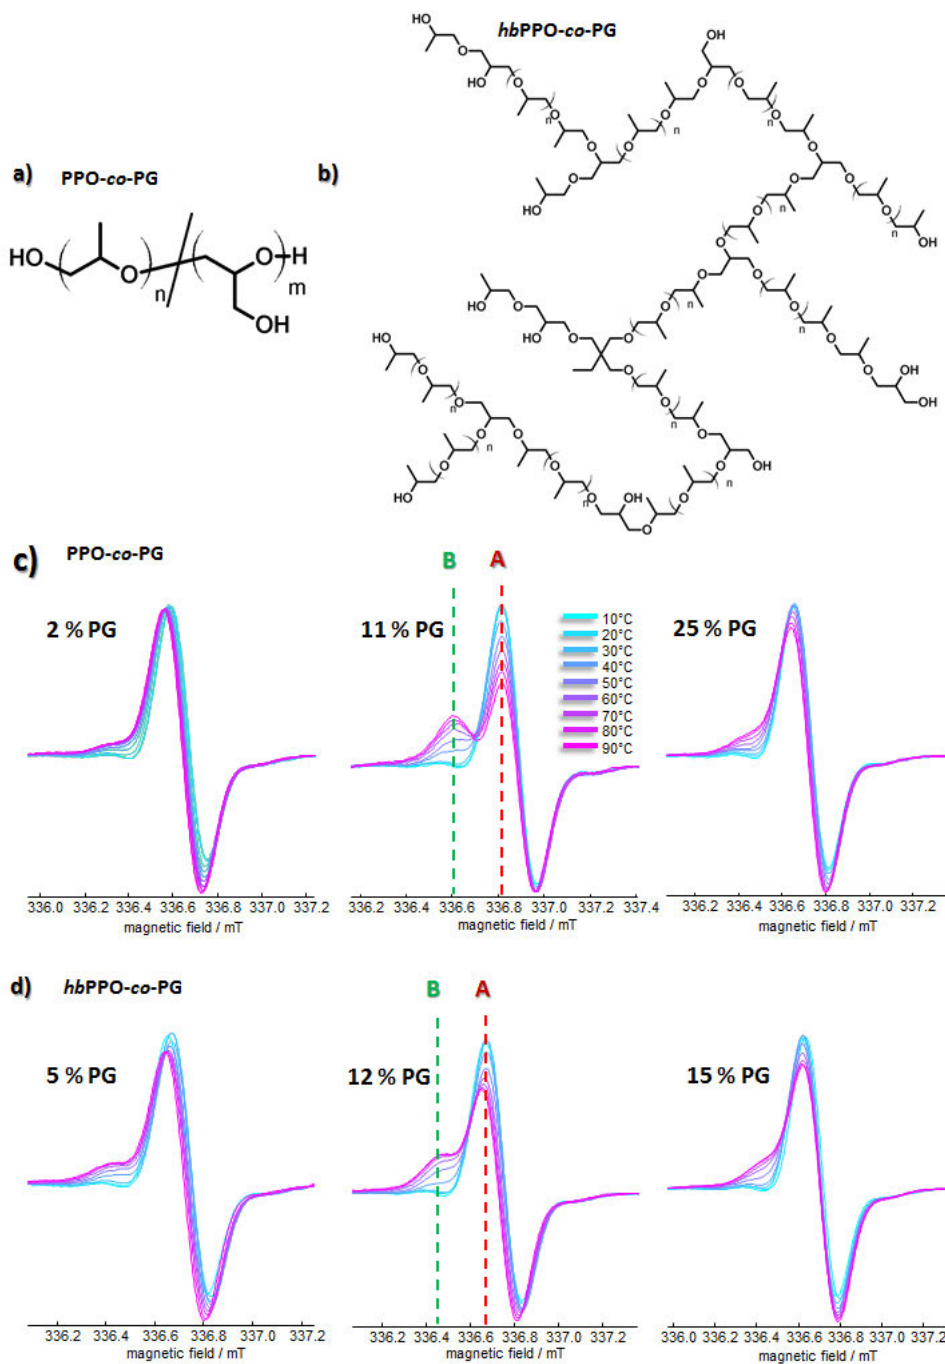 hbPPO-co-PG
a) PPO-co-PG
b)
HO
O
n
O
H
m
OH
c) PPO-co-PG
B A
2 % PG
11 % PG
25 % PG
10°C
20°C
30°C
40°C
50°C
60°C
70°C
80°C
90°C
336.0 336.2 336.4 336.6 336.8 337.0 337.2
336.2 336.4 336.6 336.8 337.0 337.2 337.4
336.2 336.4 336.6 336.8 337.0 337.2
magnetic field / mT
magnetic field / mT
magnetic field / mT
d) hbPPO-co-PG
B A
5 % PG
12 % PG
15 % PG
336.2 336.4 336.6 336.8 337.0 337.2
336.2 336.4 336.6 336.8 337.0 337.2
336.0 336.2 336.4 336.6 336.8 337.0 337.2
magnetic field / mT
magnetic field / mT
magnetic field / mT